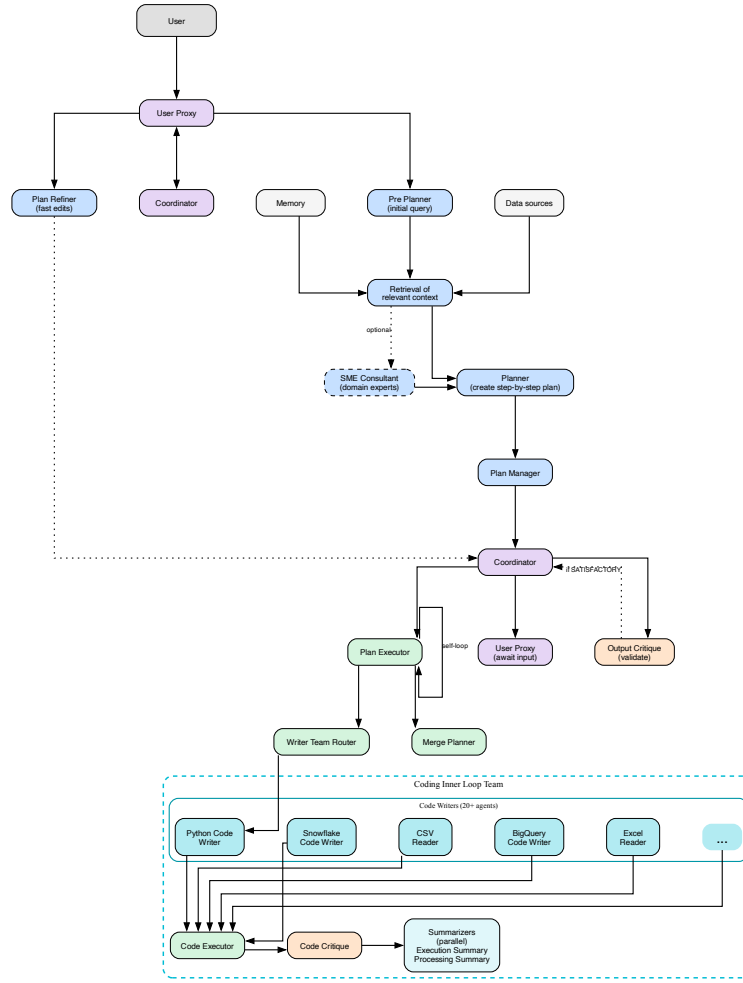 User
User Proxy
Plan Refiner
(fast edits)
Coordinator
Memory
Pre Planner
(initial query)
Data sources
Retrieval of
relevant context
optional
SME Consultant
(domain experts)
Planner
(create step-by-step plan)
Plan Manager
Coordinator
if SATISFACTORY
Plan Executor
self-loop
User Proxy
(await input)
Output Critique
(validate)
Writer Team Router
Merge Planner
Coding Inner Loop Team
Code Writers (20+ agents)
Python Code
Writer
Snowflake
Code Writer
CSV
Reader
BigQuery
Code Writer
Excel
Reader
...
Code Executor
Code Critique
Summarizers
(parallel)
Execution Summary
Processing Summary